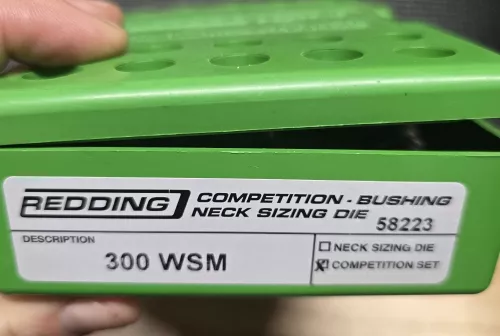 REDDING COMPETITION - BUSHING
NECK SIZING DIE 58223
DESCRIPTION
300 WSM
☐ NECK SIZING DIE
☒ COMPETITION SET